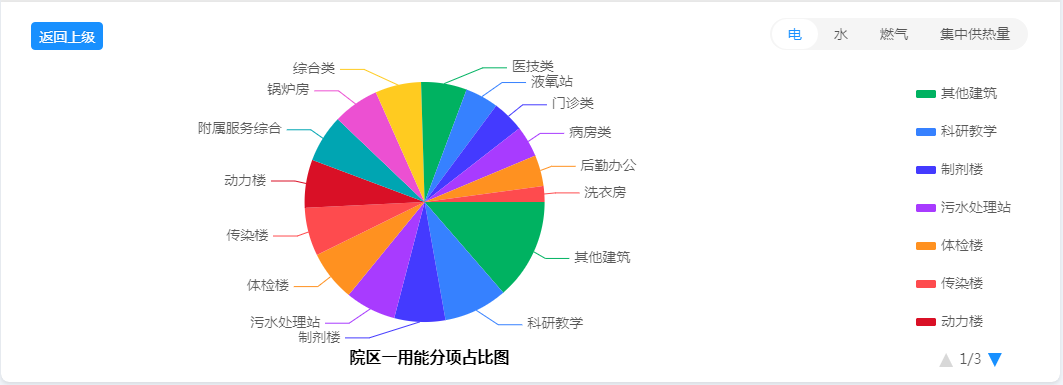 返回上级
电
水
燃气
集中供热量
综合类
医技类
锅炉房
液氧站
门诊类
附属服务综合
病房类
后勤办公
动力楼
洗衣房
传染楼
其他建筑
体检楼
污水处理站
科研教学
制剂楼
院区一用能分项占比图
其他建筑
科研教学
制剂楼
污水处理站
体检楼
传染楼
动力楼
1/3